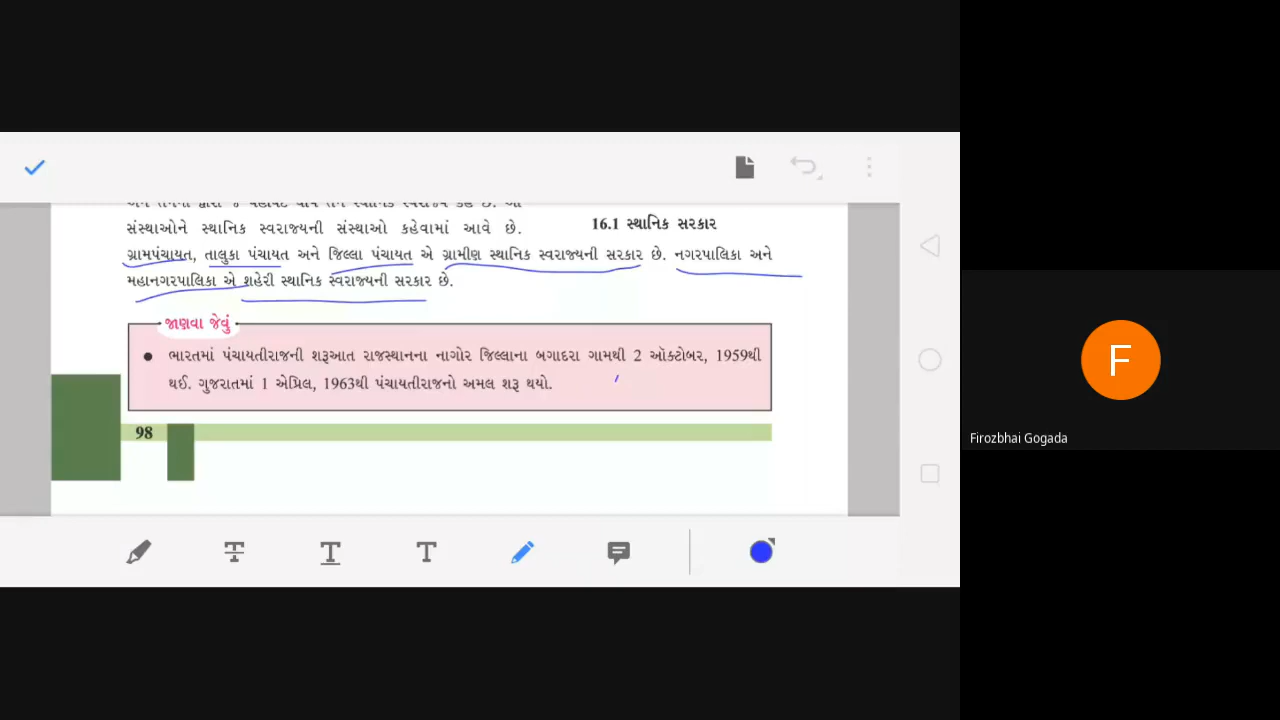 સંસ્થાઓને સ્થાનિક સ્વરાજ્યની સંસ્થાઓ કહેવામાં આવે છે.
16.1 સ્થાનિક સરકાર
ગ્રામપંચાયત, તાલુકા પંચાયત અને જિલ્લા પંચાયત એ ગ્રામીણ સ્થાનિક સ્વરાજ્યની સરકાર છે. નગરપાલિકા અને
મહાનગરપાલિકા એ શહેરી સ્થાનિક સ્વરાજ્યની સરકાર છે.
જાણવા જેવું
● ભારતમાં પંચાયતીરાજની શરૂઆત રાજસ્થાનના નાગોર જિલ્લાના બગાદરા ગામથી 2 ઑક્ટોબર, 1959થી
થઈ. ગુજરાતમાં 1 એપ્રિલ, 1963થી પંચાયતીરાજનો અમલ શરૂ થયો.
98
T T T
F
Firozbhai Gogada